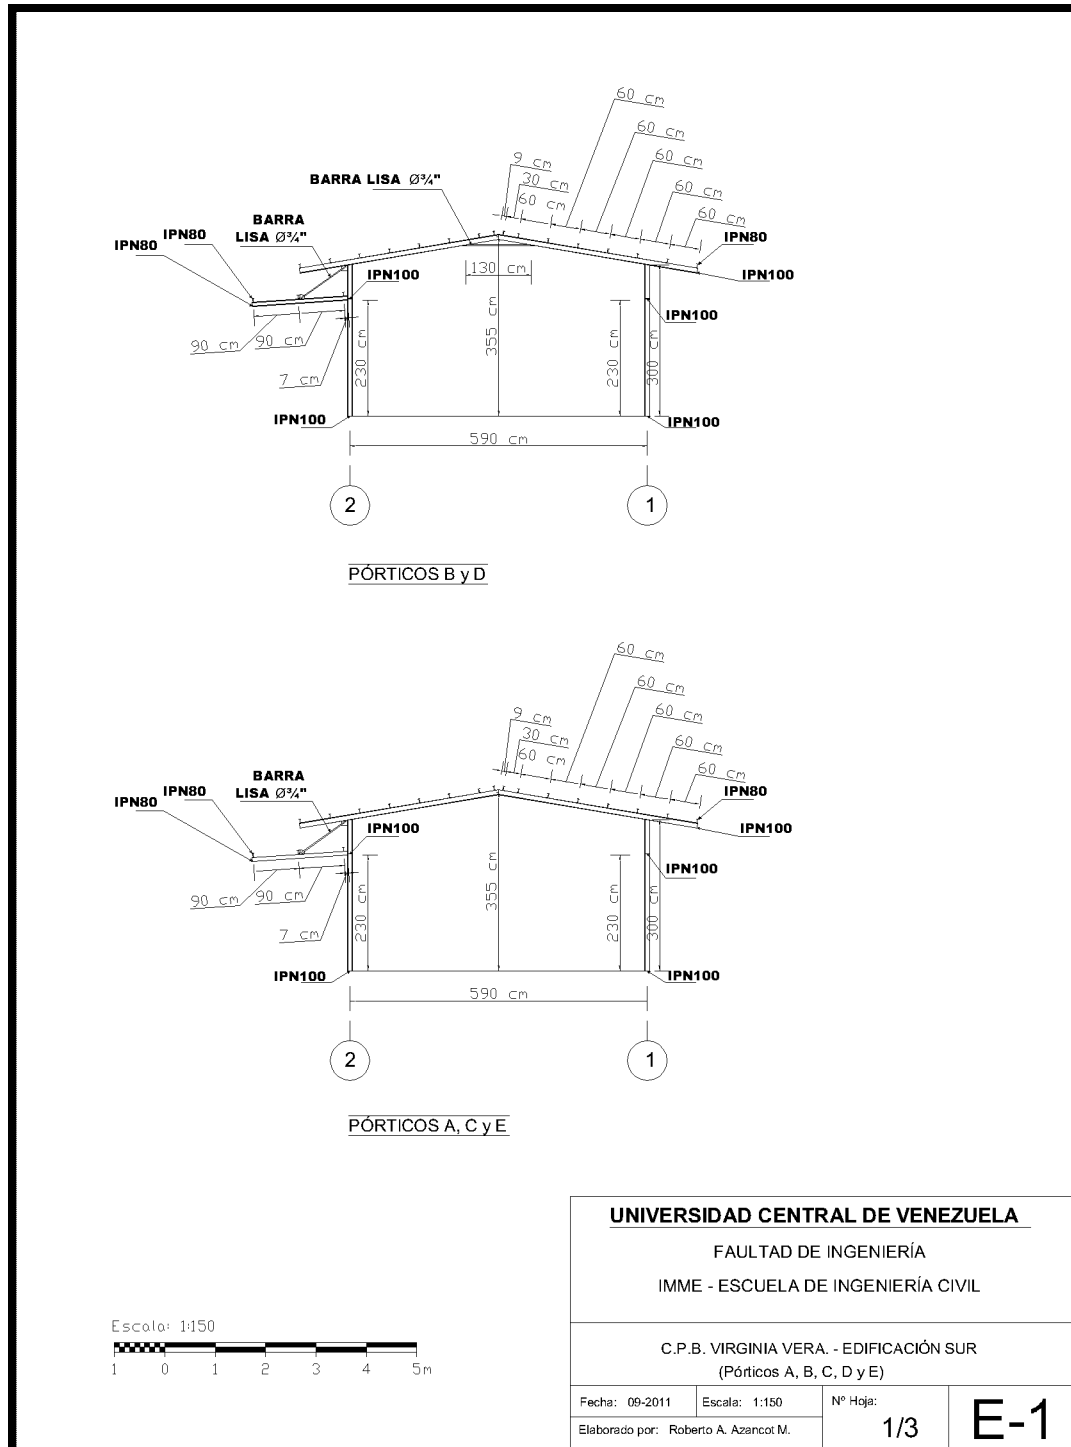 60 cm
60 cm
9 cm
60 cm
BARRA LISA Ø¾"
30 cm
60 cm
60 cm
BARRA
LISA Ø¾"
60 cm
IPN80
IPN80
IPN80
IPN100
IPN100
130 cm
IPN100
355 cm
90 cm
90 cm
7 cm
230 cm
230 cm
300 cm
IPN100
IPN100
590 cm
2
1
PÓRTICOS B y D
60 cm
60 cm
9 cm
60 cm
30 cm
60 cm
60 cm
BARRA
LISA Ø¾"
60 cm
IPN80
IPN80
IPN80
IPN100
IPN100
IPN100
355 cm
90 cm
90 cm
7 cm
230 cm
230 cm
300 cm
IPN100
IPN100
590 cm
2
1
PÓRTICOS A, C y E
UNIVERSIDAD CENTRAL DE VENEZUELA
FAULTAD DE INGENIERÍA
IMME - ESCUELA DE INGENIERÍA CIVIL
Escala: 1:150
1 0 1 2 3 4 5m
C.P.B. VIRGINIA VERA. - EDIFICACIÓN SUR
(Pórticos A, B, C, D y E)
Fecha: 09-2011
Escala: 1:150
Nº Hoja:
1/3
E-1
Elaborado por: Roberto A. Azancot M.